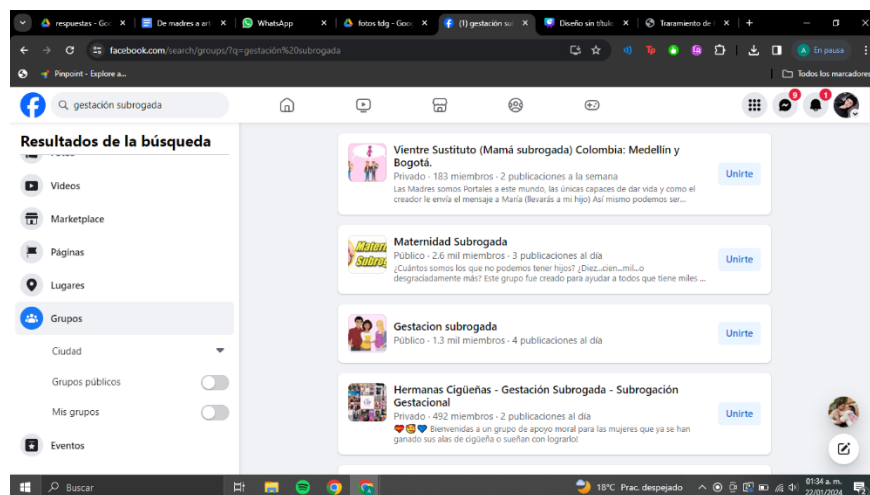 respuestas - Goo
De madres a arti
WhatsApp
fotos tdg - Goog
(1) gestación sub
Diseño sin título
Traramiento de
facebook.com/search/groups/?q=gestación%20subrogada
En pausa
Pinpoint - Explore a...
Todos los marcadores
gestación subrogada
9
1
Resultados de la búsqueda
Videos
Marketplace
Páginas
Lugares
Grupos
Ciudad
Grupos públicos
Mis grupos
Eventos
Vientre Sustituto (Mamá subrogada) Colombia: Medellín y
Bogotá.
Privado · 183 miembros · 2 publicaciones a la semana
Las Madres somos Portales a este mundo, las únicas capaces de dar vida y como el
creador le envía el mensaje a María (llevarás a mi hijo) Así mismo podemos ser...
Unirte
Maternidad Subrogada
Público · 2.6 mil miembros · 3 publicaciones al día
¿Cuántos somos los que no podemos tener hijos? ¿Diez...cien...mil...o
desgraciadamente más? Este grupo fue creado para ayudar a todos que tiene miles ...
Unirte
Gestacion subrogada
Público · 1.3 mil miembros · 4 publicaciones al día
Unirte
Hermanas Cigüeñas - Gestación Subrogada - Subrogación
Gestacional
Privado · 492 miembros · 2 publicaciones al día
Bienvenidas a un grupo de apoyo moral para las mujeres que ya se han
ganado sus alas de cigüeña o sueñan con lograrlo!
Unirte
Buscar
18°C Prac. despejado
01:34 a. m.
22/01/2024